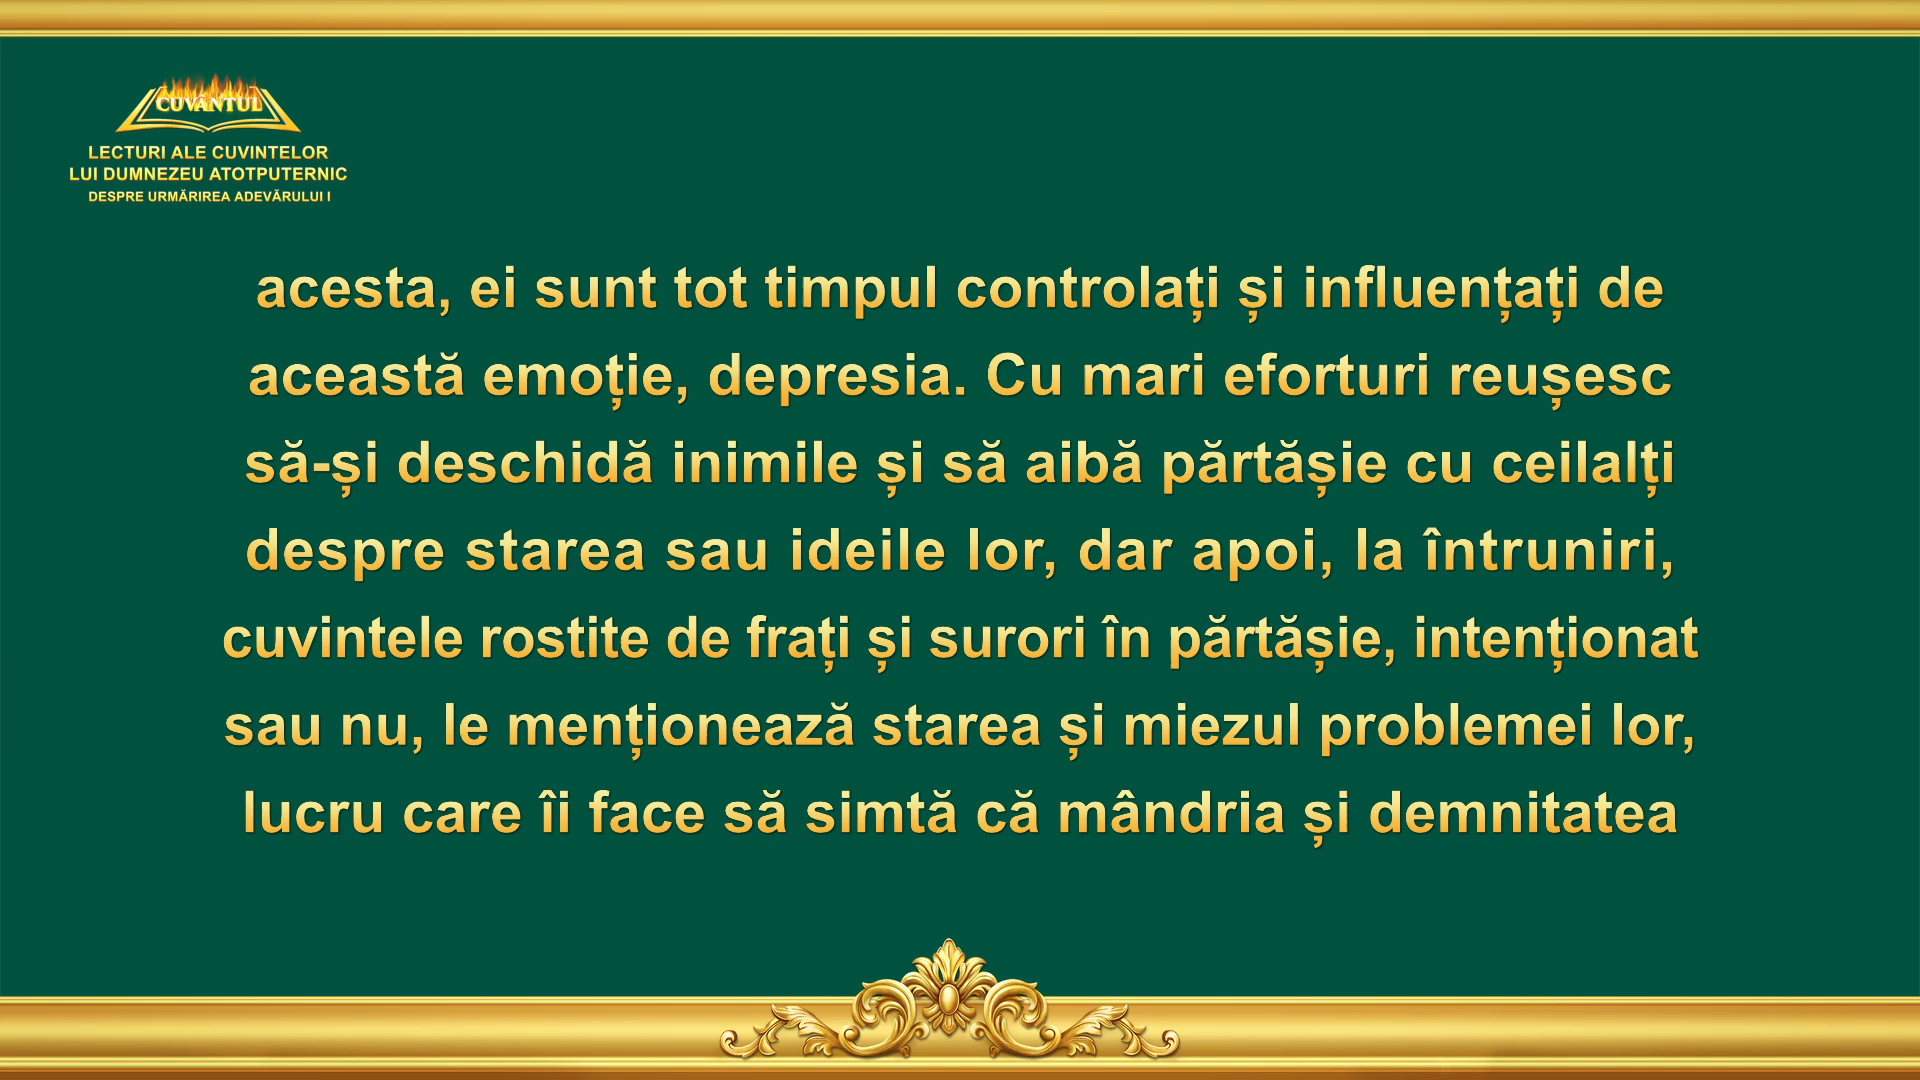 CUVÂNTUL
LECTURI ALE CUVINTELOR
LUI DUMNEZEU ATOTPUTERNIC
DESPRE URMĂRIREA ADEVĂRULUI I
acesta, ei sunt tot timpul controlați și influențați de
această emoție, depresia. Cu mari eforturi reușesc
să-și deschidă inimile și să aibă părtășie cu ceilalți
despre starea sau ideile lor, dar apoi, la întruniri,
cuvintele rostite de frați și surori în părtășie, intenționat
sau nu, le menționează starea și miezul problemei lor,
lucru care îi face să simtă că mândria și demnitatea